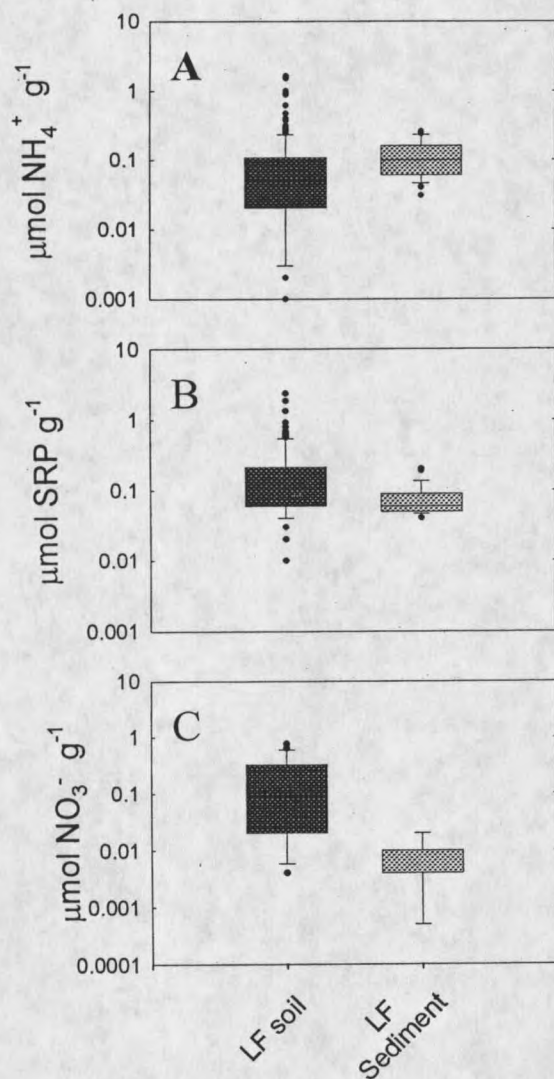 10
A
1
0.1
0.01
0.001
µmol NH₄⁺ g⁻¹
10
B
1
0.1
0.01
0.001
µmol SRP g⁻¹
10
C
1
0.1
0.01
0.001
0.0001
µmol NO₃⁻ g⁻¹
LF soil
LF
Sediment